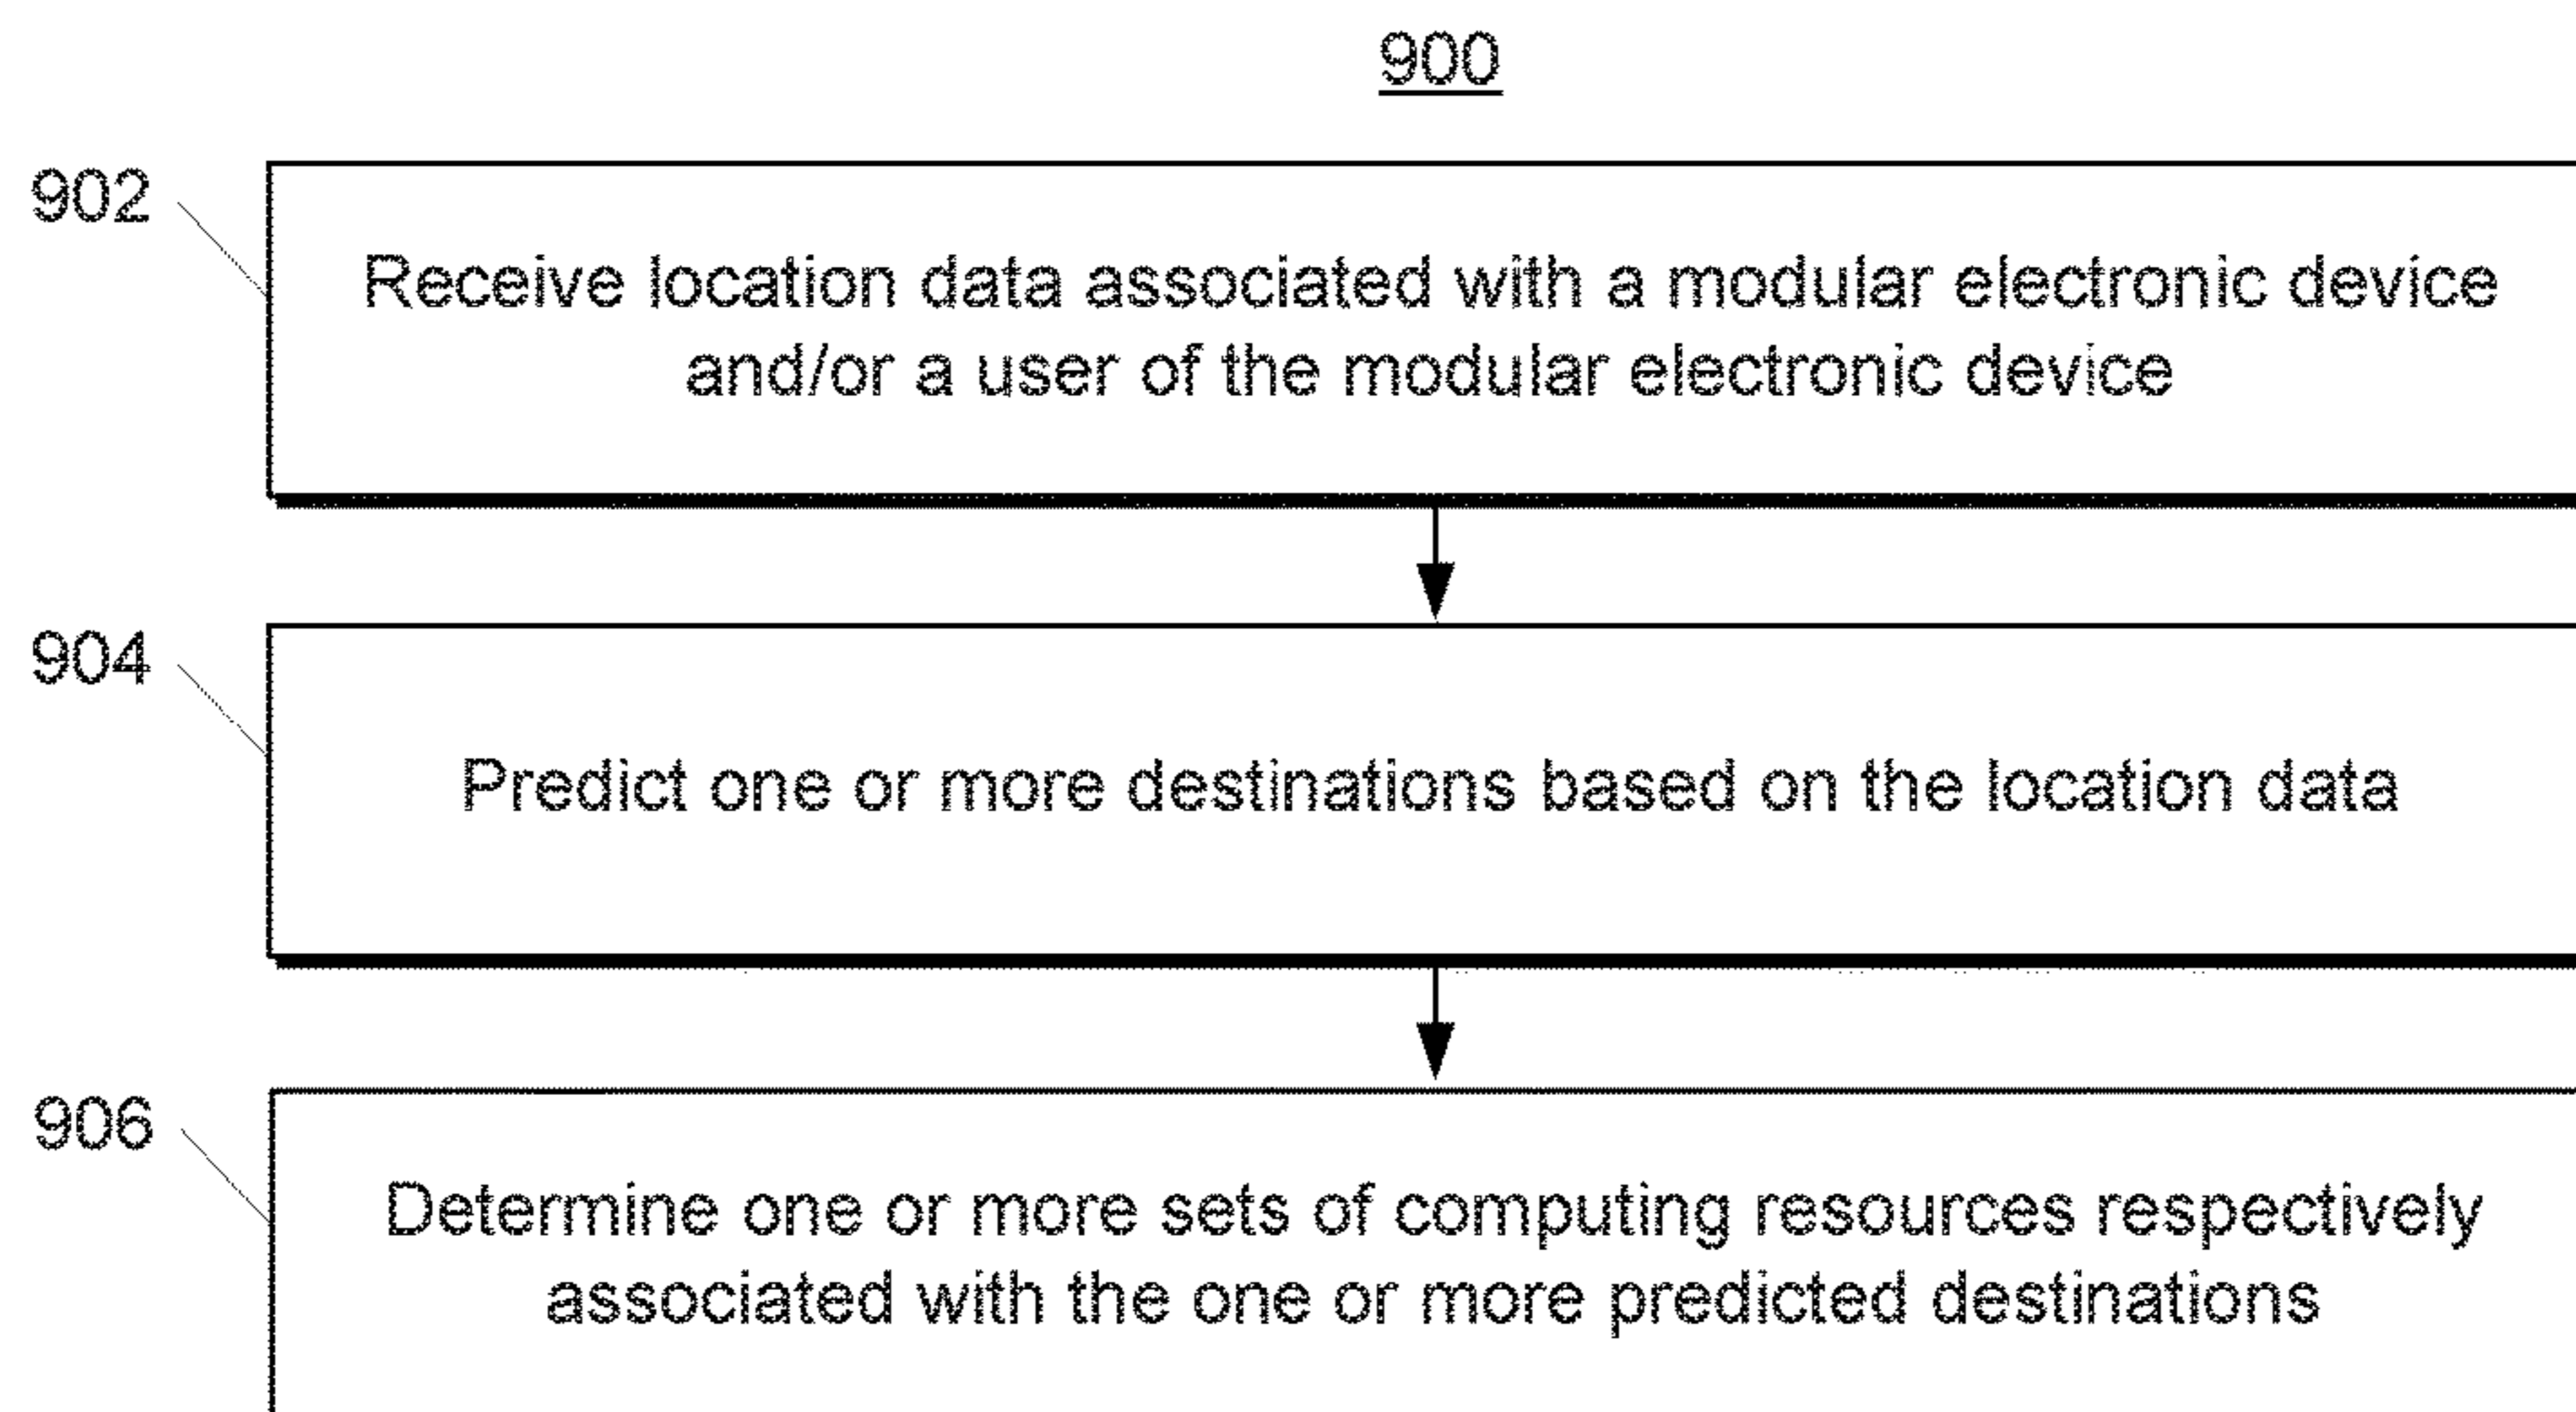 900
902
Receive location data associated with a modular electronic device
and/or a user of the modular electronic device
904
Predict one or more destinations based on the location data
906
Determine one or more sets of computing resources respectively
associated with the one or more predicted destinations